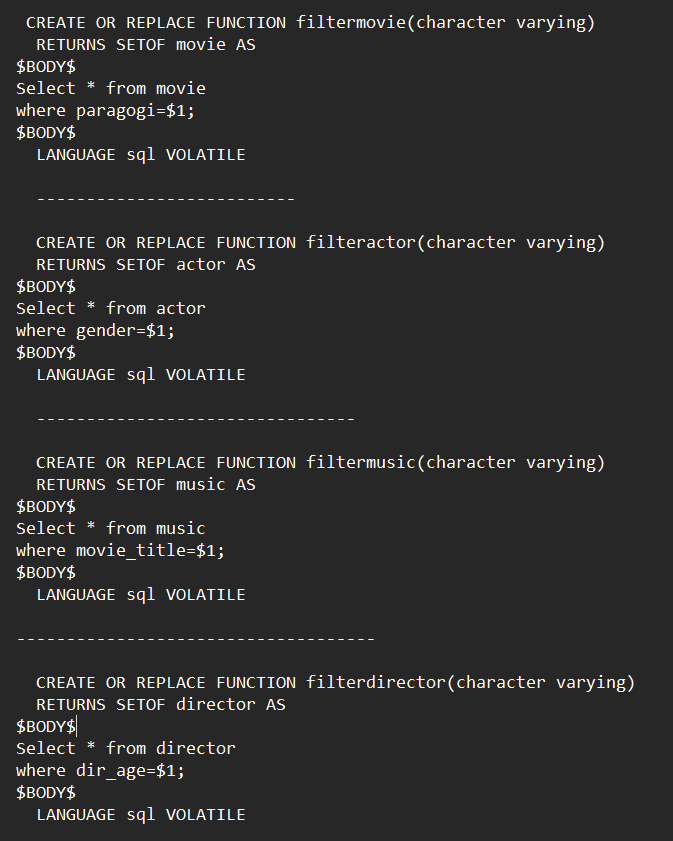 CREATE OR REPLACE FUNCTION filtermovie(character varying)
RETURNS SETOF movie AS
$BODY$
Select * from movie
where paragogi=$1;
$BODY$
LANGUAGE sql VOLATILE
--------------------------
CREATE OR REPLACE FUNCTION filteractor(character varying)
RETURNS SETOF actor AS
$BODY$
Select * from actor
where gender=$1;
$BODY$
LANGUAGE sql VOLATILE
--------------------------------
CREATE OR REPLACE FUNCTION filtermusic(character varying)
RETURNS SETOF music AS
$BODY$
Select * from music
where movie_title=$1;
$BODY$
LANGUAGE sql VOLATILE
------------------------------------
CREATE OR REPLACE FUNCTION filterdirector(character varying)
RETURNS SETOF director AS
$BODY$
Select * from director
where dir_age=$1;
$BODY$
LANGUAGE sql VOLATILE